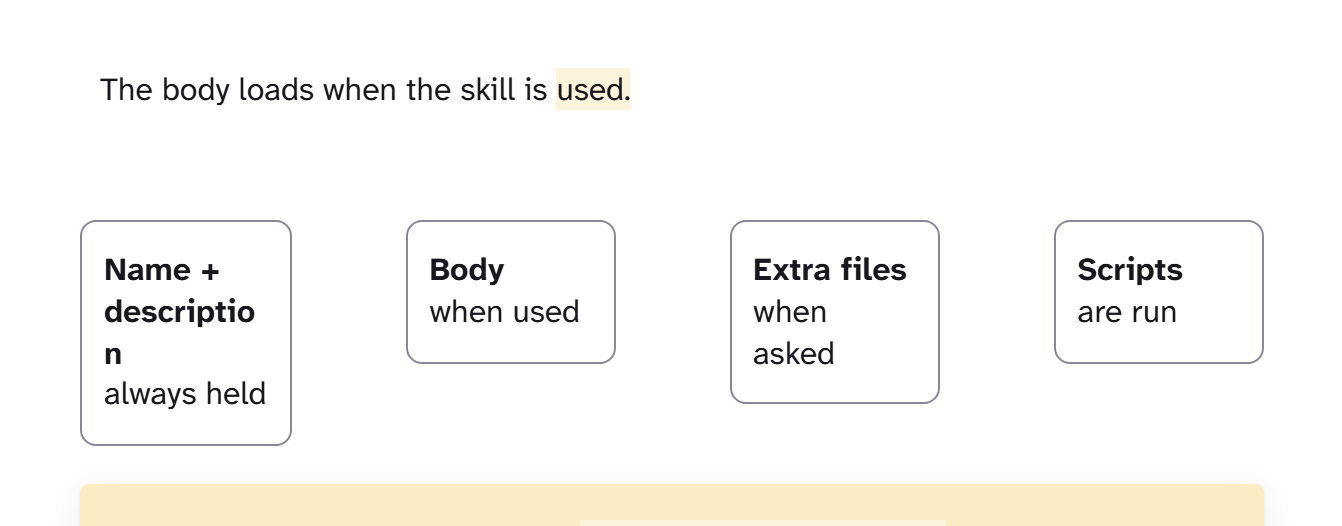 The body loads when the skill is used.
Name +
descriptio
n
always held
Body
when used
Extra files
when
asked
Scripts
are run